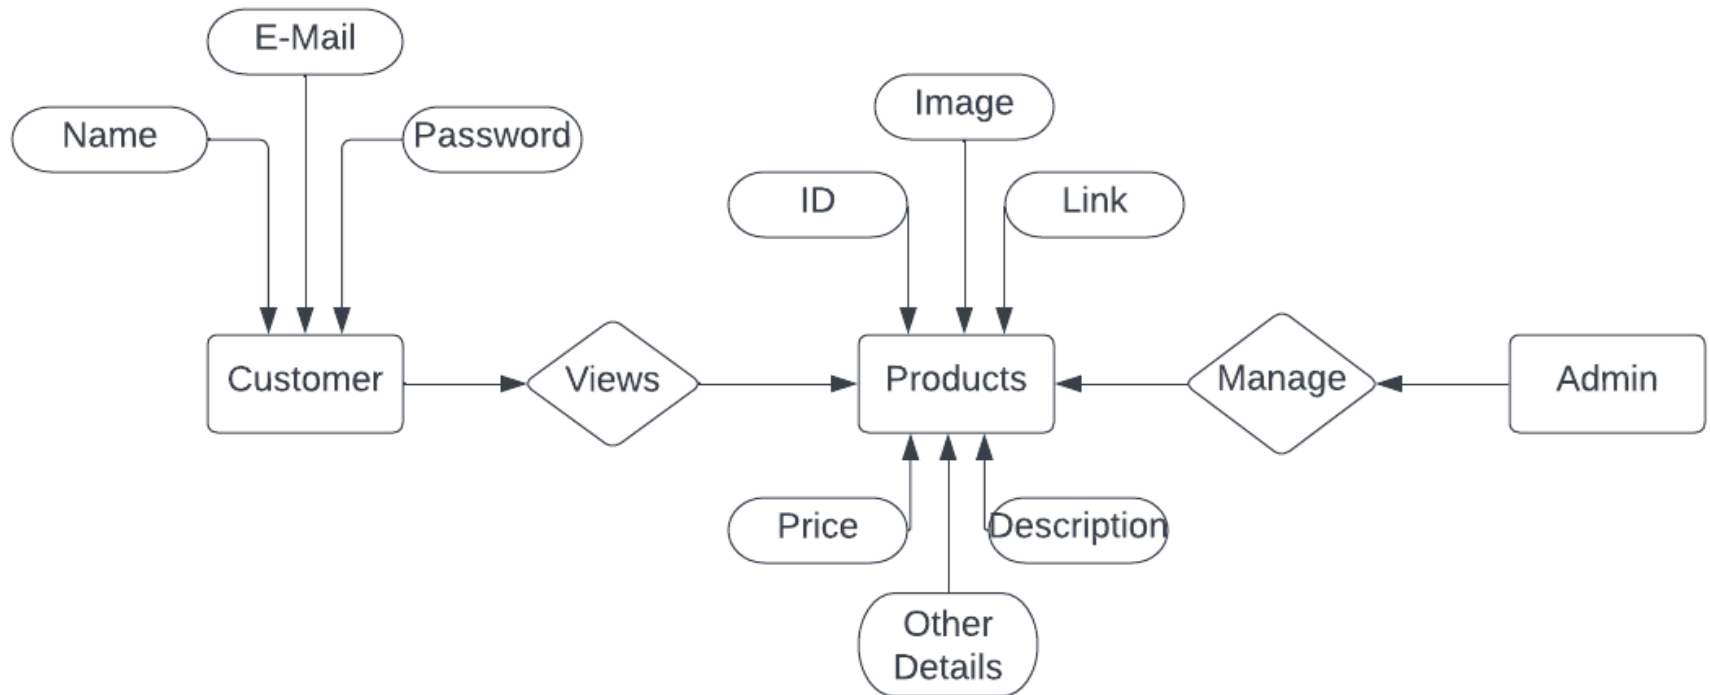 E-Mail
Name
Password
Image
ID
Link
Customer
Views
Products
Manage
Admin
Price
Description
Other
Details